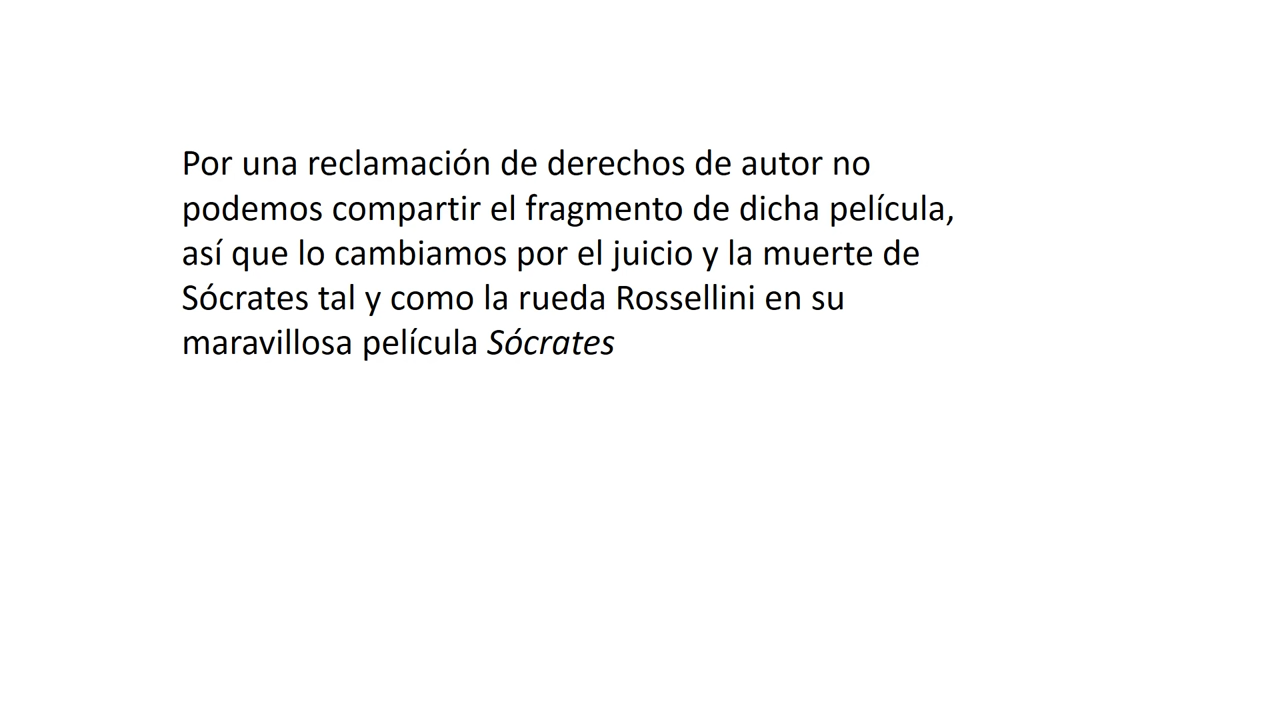 Por una reclamación de derechos de autor no
podemos compartir el fragmento de dicha película,
así que lo cambiamos por el juicio y la muerte de
Sócrates tal y como la rueda Rossellini en su
maravillosa película Sócrates